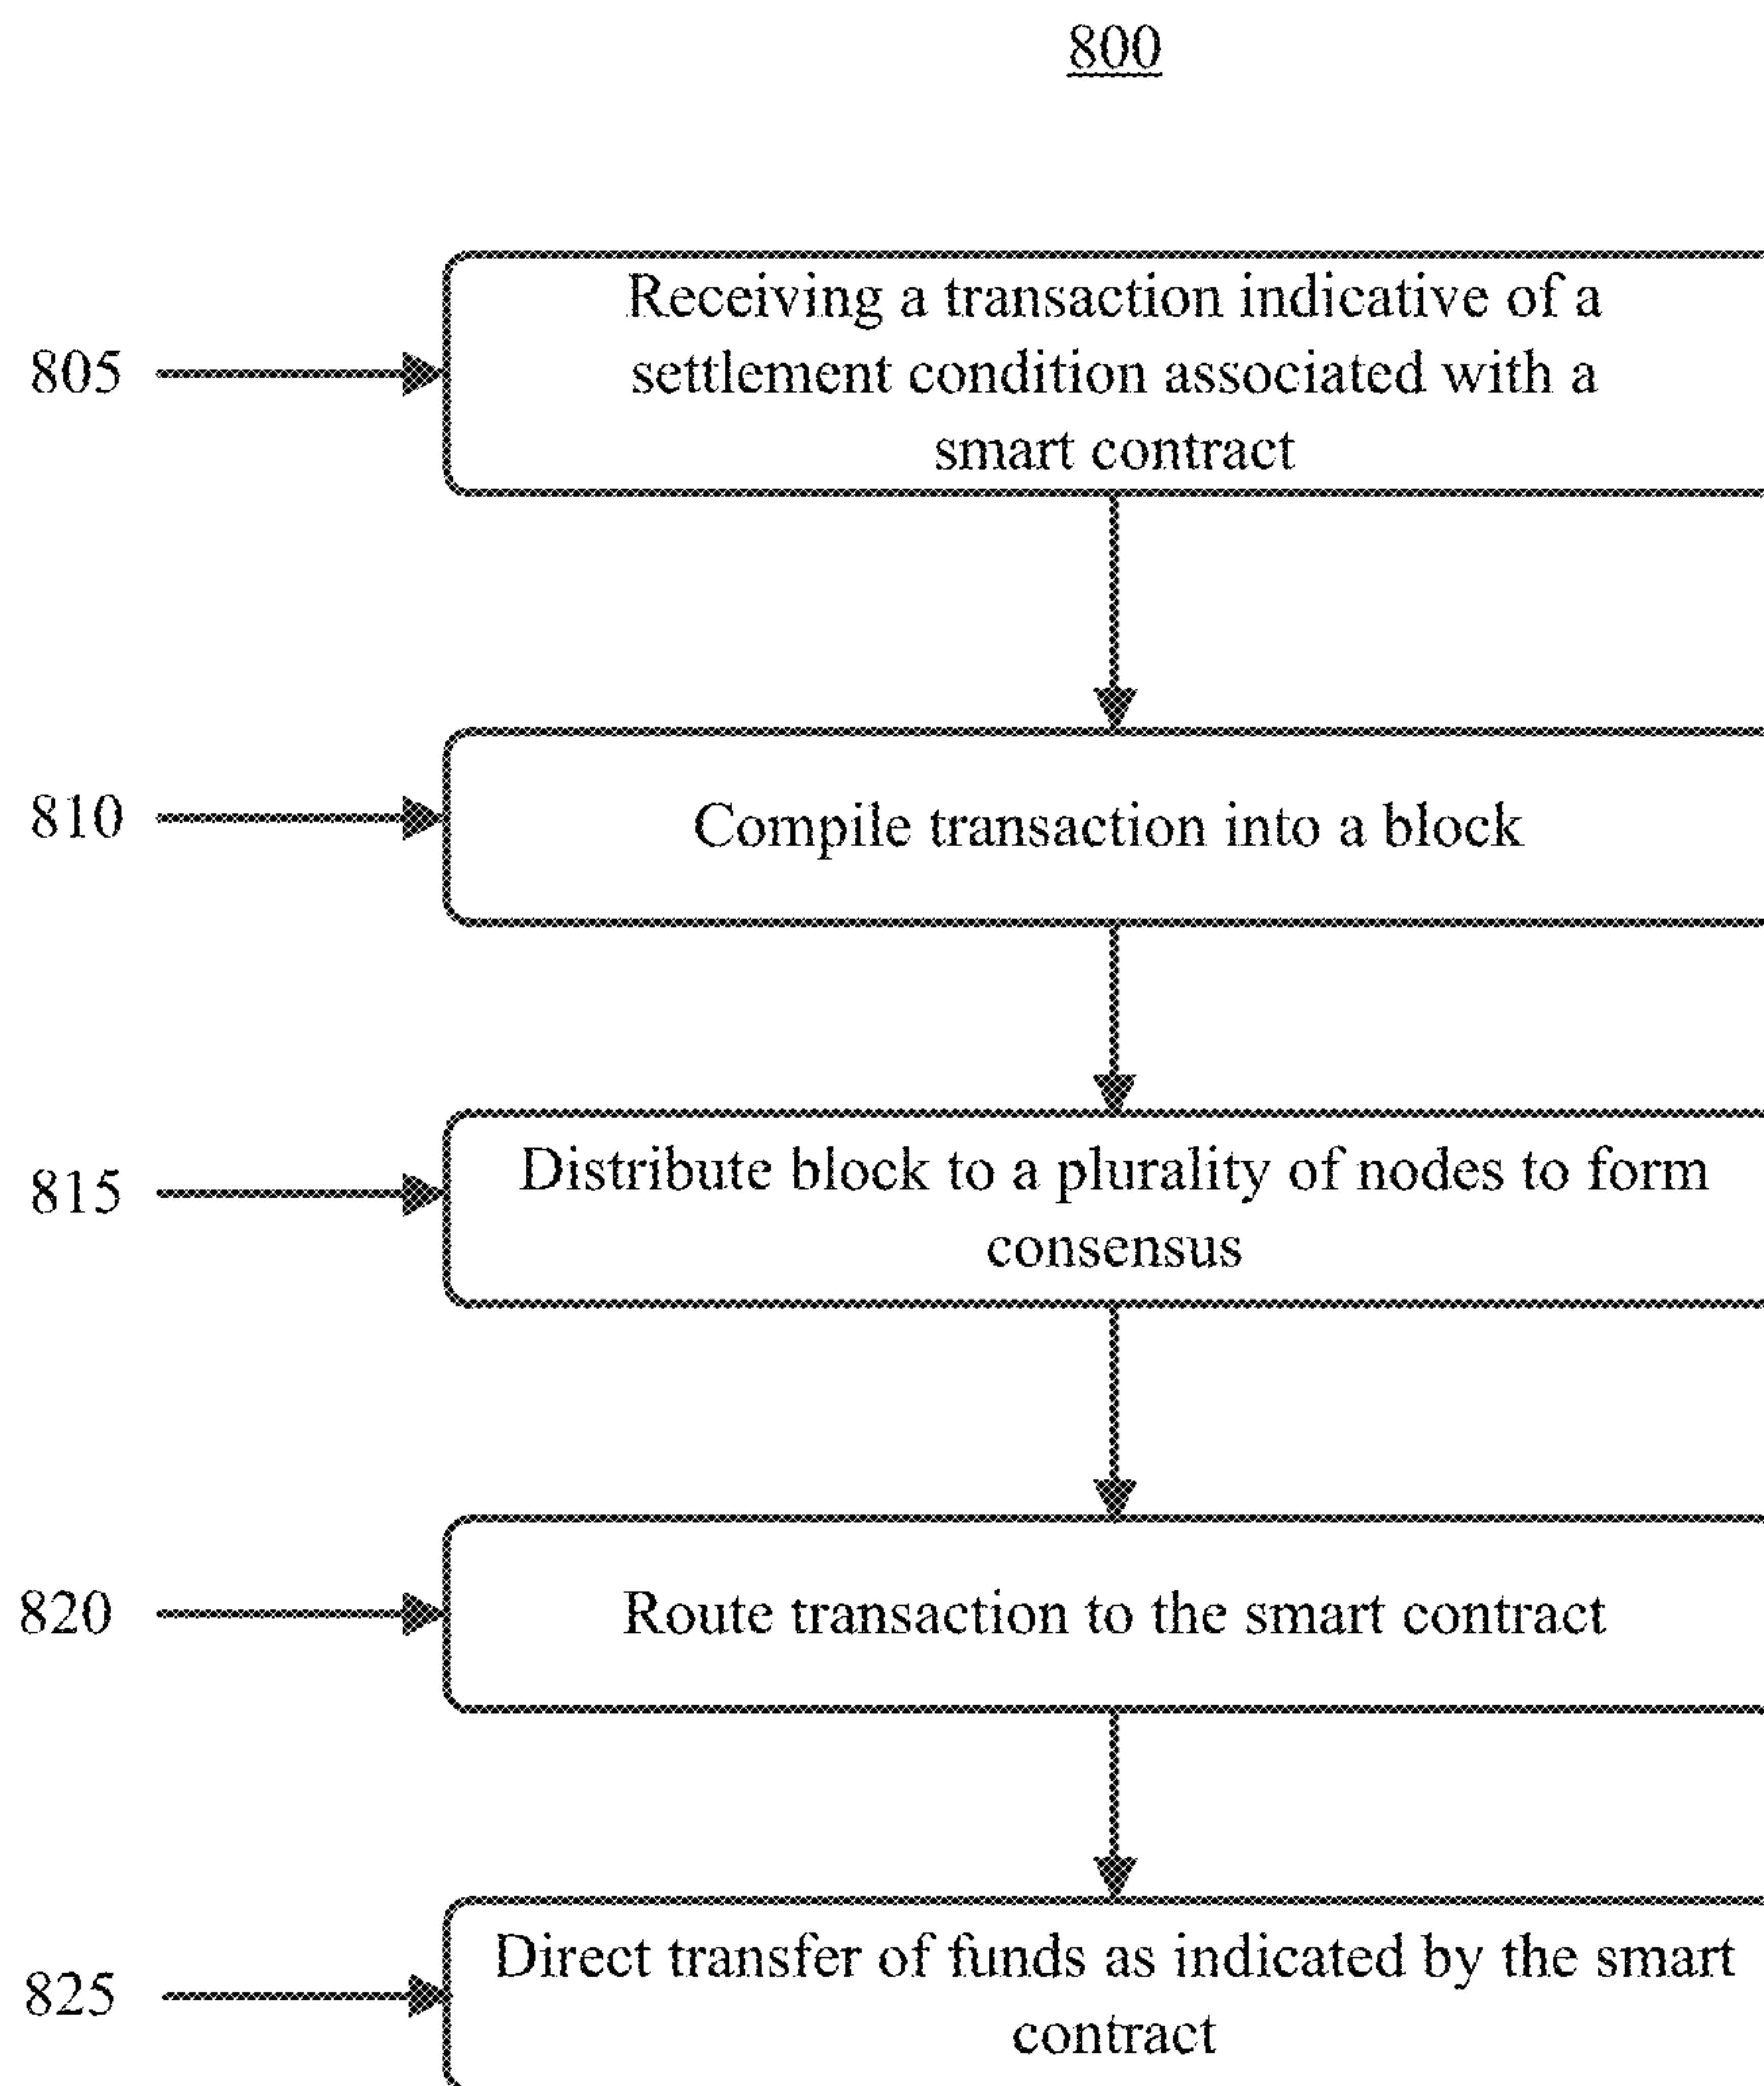 800
Receiving a transaction indicative of a
805
settlement condition associated with a
smart contract
810
Compile transaction into a block
Distribute block to a plurality of nodes to form
815
consensus
820
Route transaction to the smart contract
Direct transfer of funds as indicated by the smart
825
contract